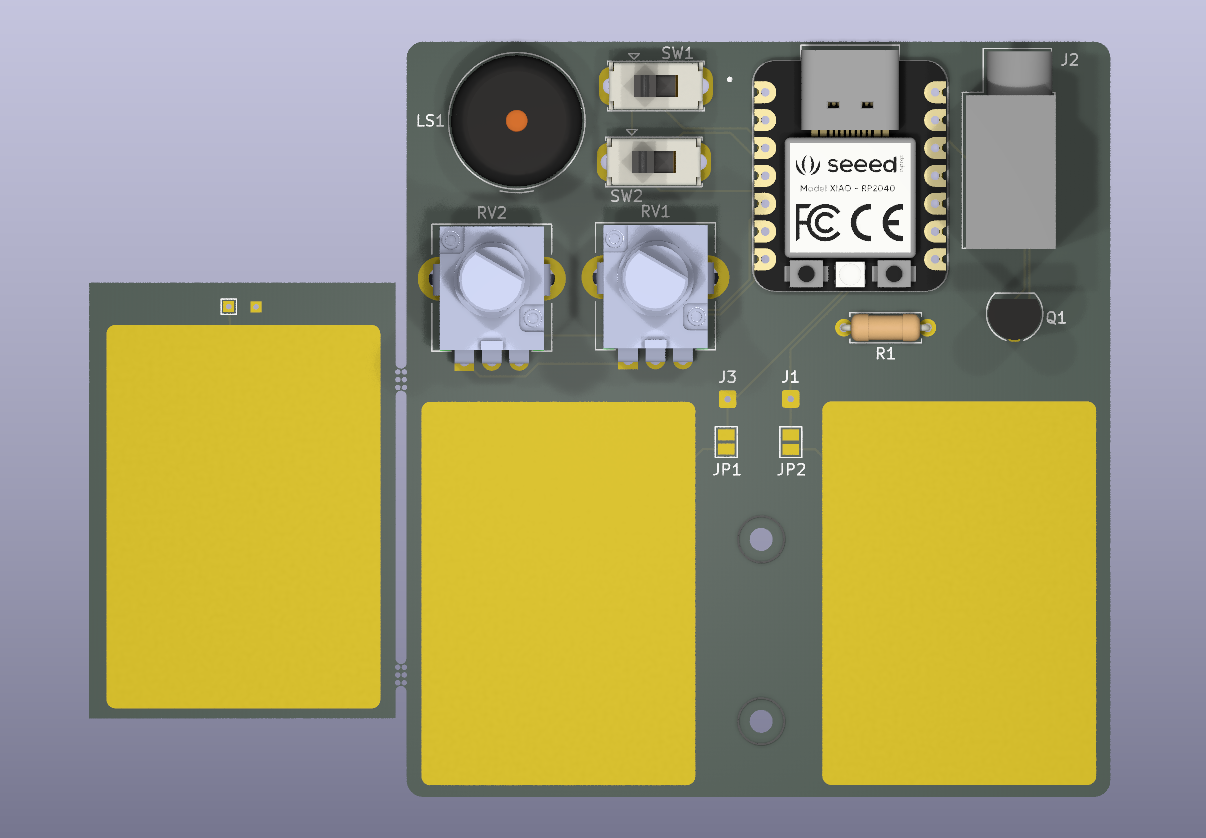 SW1
J2
LS1
seeed
Model XIAO - RP2040
FC CE
SW2
RV2
RV1
Q1
R1
J3
J1
JP1
JP2